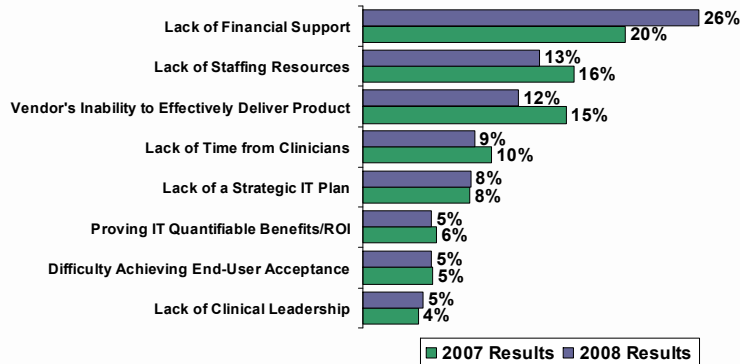 26%
Lack of Financial Support
20%
13%
Lack of Staffing Resources
16%
12%
Vendor's Inability to Effectively Deliver Product
15%
9%
Lack of Time from Clinicians
10%
8%
Lack of a Strategic IT Plan
8%
5%
Proving IT Quantifiable Benefits/ROI
6%
5%
Difficulty Achieving End-User Acceptance
5%
5%
Lack of Clinical Leadership
4%
2007 Results 2008 Results